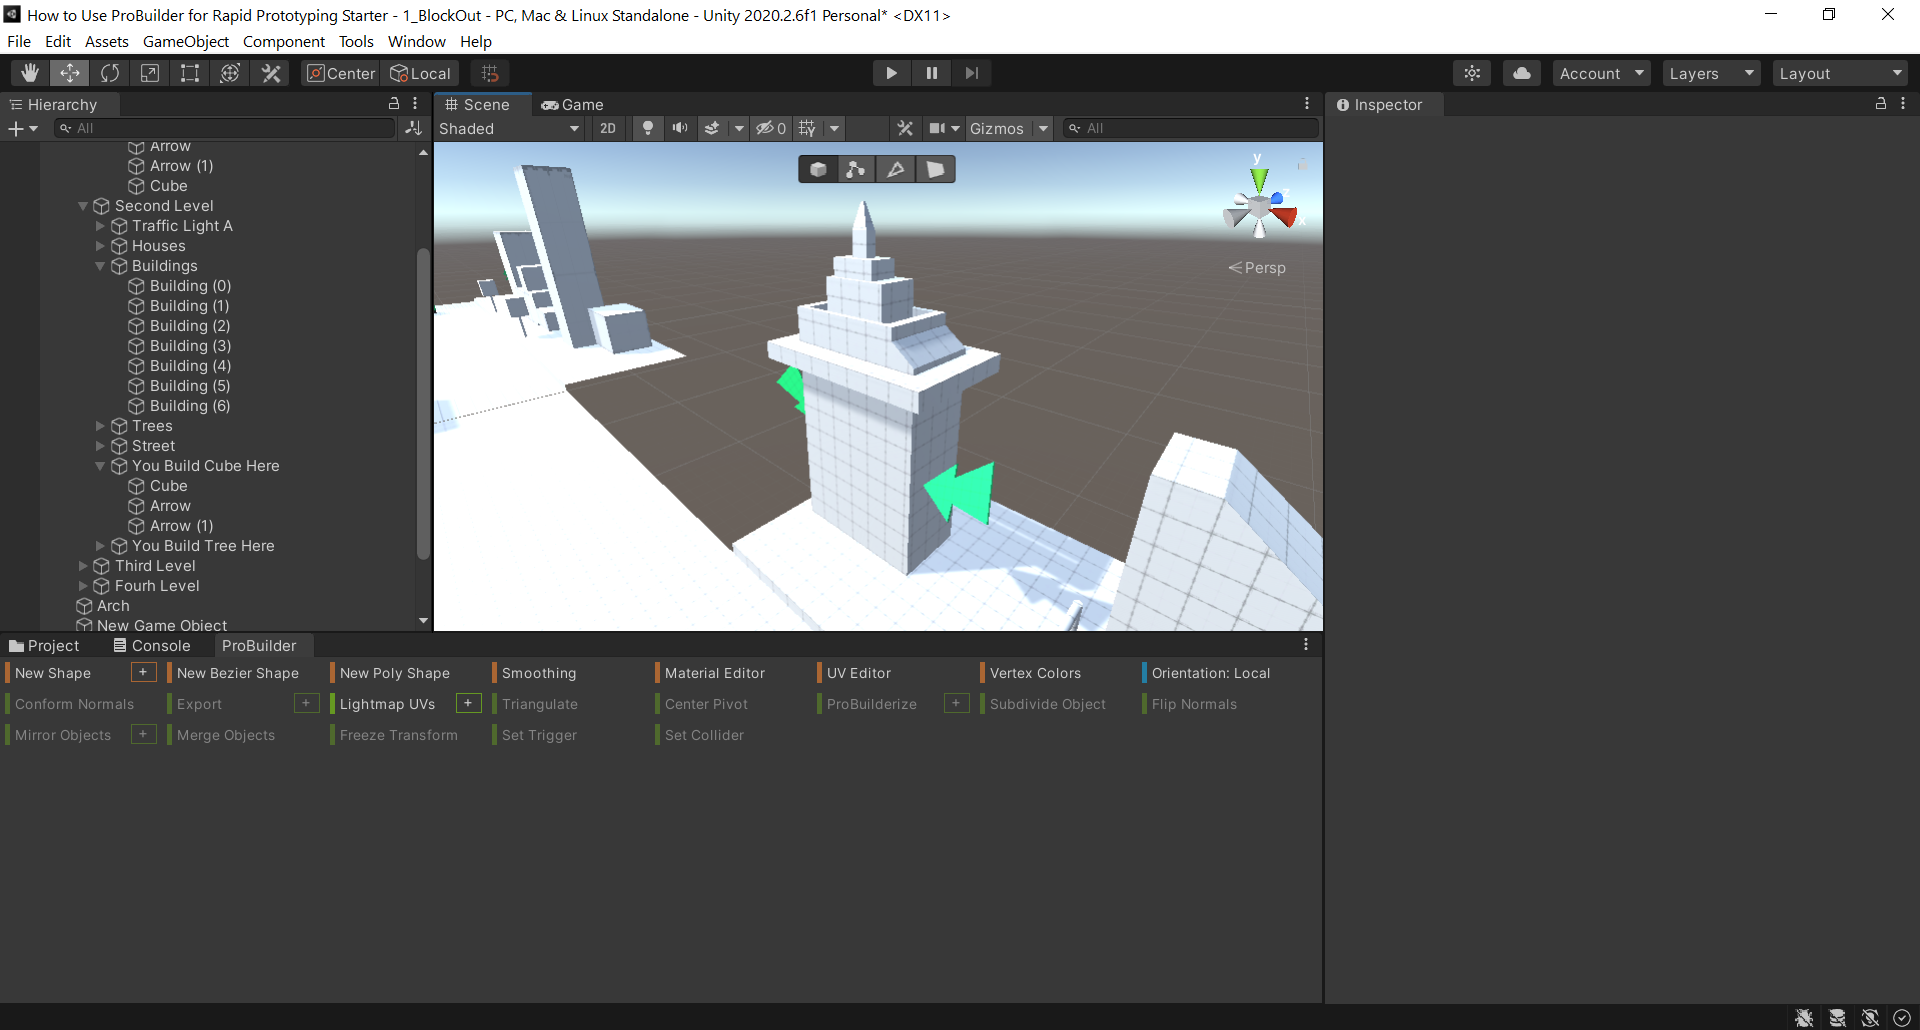 How to Use ProBuilder for Rapid Prototyping Starter - 1_BlockOut - PC, Mac & Linux Standalone - Unity 2020.2.6f1 Personal* <DX11>
File Edit Assets GameObject Component Tools Window Help
Center Local Account Layers Layout
Hierarchy
All
Arrow
Arrow (1)
Cube
Second Level
Traffic Light A
Houses
Buildings
Building (0)
Building (1)
Building (2)
Building (3)
Building (4)
Building (5)
Building (6)
Trees
Street
You Build Cube Here
Cube
Arrow
Arrow (1)
You Build Tree Here
Third Level
Fourh Level
Arch
New Game Object
Scene Game
Shaded 2D 0 Gizmos All
y
z
x
Persp
Inspector
Project Console ProBuilder
New Shape + New Bezier Shape New Poly Shape Smoothing Material Editor UV Editor Vertex Colors Orientation: Local
Conform Normals Export + Lightmap UVs + Triangulate Center Pivot ProBuilderize + Subdivide Object Flip Normals
Mirror Objects + Merge Objects Freeze Transform Set Trigger Set Collider